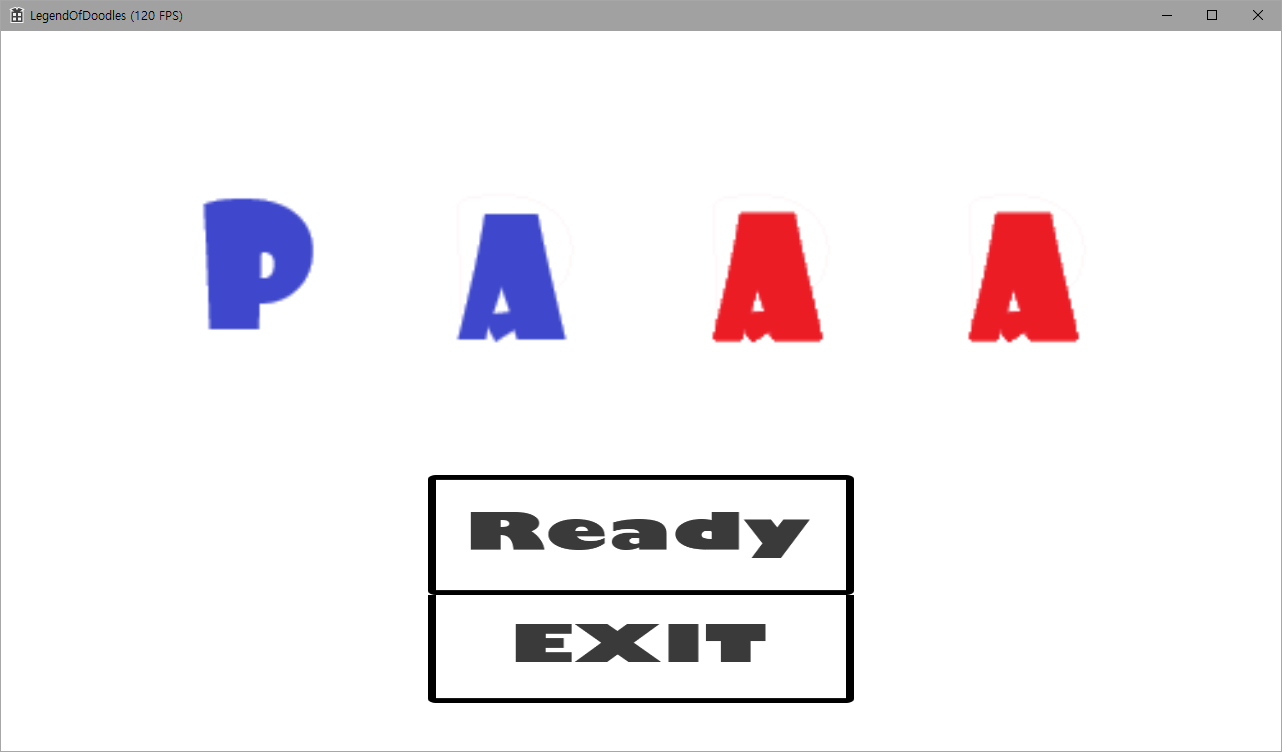 LegendOfDoodles (120 FPS)
P A A A
Ready
EXIT